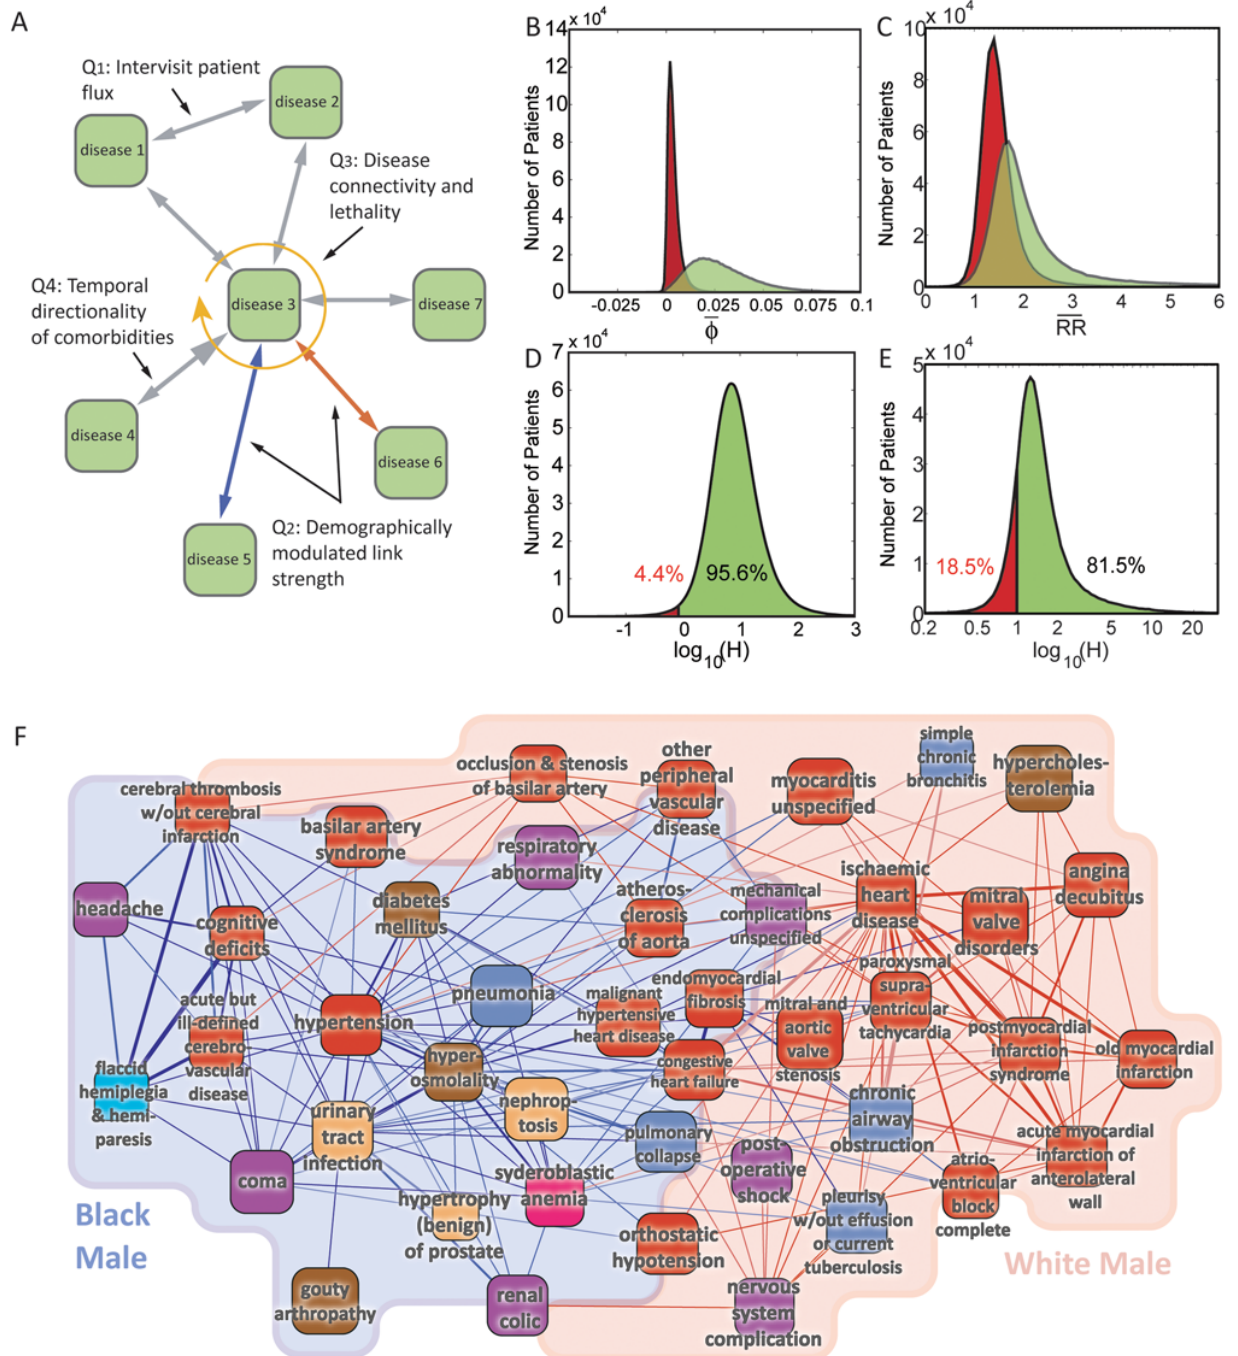 A
Q1: Intervisit patient
flux
disease 2
disease 1
Q3: Disease
connectivity and
lethality
Q4: Temporal
directionality
of comorbidities
disease 3
disease 7
disease 4
disease 6
disease 5
Q2: Demographically
modulated link
strength
B
x 10^4
Number of Patients
14
12
10
8
6
4
2
0
-0.025
0
0.025
0.05
0.075
0.1
ϕ̅
C
x 10^4
Number of Patients
10
8
6
4
2
0
0
1
2
3
4
5
6
R̅R̅
D
x 10^4
Number of Patients
7
6
5
4
3
2
1
0
4.4%
95.6%
-1
0
1
2
3
log10(H)
E
x 10^4
Number of Patients
5
4
3
2
1
0
18.5%
81.5%
0.2
0.5
1
2
5
10
20
log10(H)
F
cerebral thrombosis
w/out cerebral
infarction
occlusion & stenosis
of basilar artery
other
peripheral
vascular
disease
myocarditis
unspecified
simple
chronic
bronchitis
hypercholes-
terolemia
basilar artery
syndrome
respiratory
abnormality
headache
cognitive
deficits
diabetes
mellitus
atheros-
clerosis
of aorta
mechanical
complications
unspecified
ischaemic
heart
disease
mitral
valve
disorders
angina
decubitus
acute but
ill-defined
cerebro-
vascular
disease
hypertension
pneumonia
malignant
hypertensive
heart disease
endomyocardial
fibrosis
mitral and
aortic
valve
stenosis
paroxysmal
supra-
ventricular
tachycardia
postmyocardial
infarction
syndrome
old myocardial
infarction
flaccid
hemiplegia
& hemi-
paresis
hyper-
osmolality
congestive
heart failure
urinary
tract
infection
nephrop-
tosis
pulmonary
collapse
chronic
airway
obstruction
acute myocardial
infarction of
anterolateral
wall
coma
syderoblastic
anemia
post-
operative
shock
atrio-
ventricular
block
complete
hypertrophy
(benign)
of prostate
orthostatic
hypotension
pleurisy
w/out effusion
or current
tuberculosis
Black
Male
White Male
gouty
arthropathy
renal
colic
nervous
system
complication